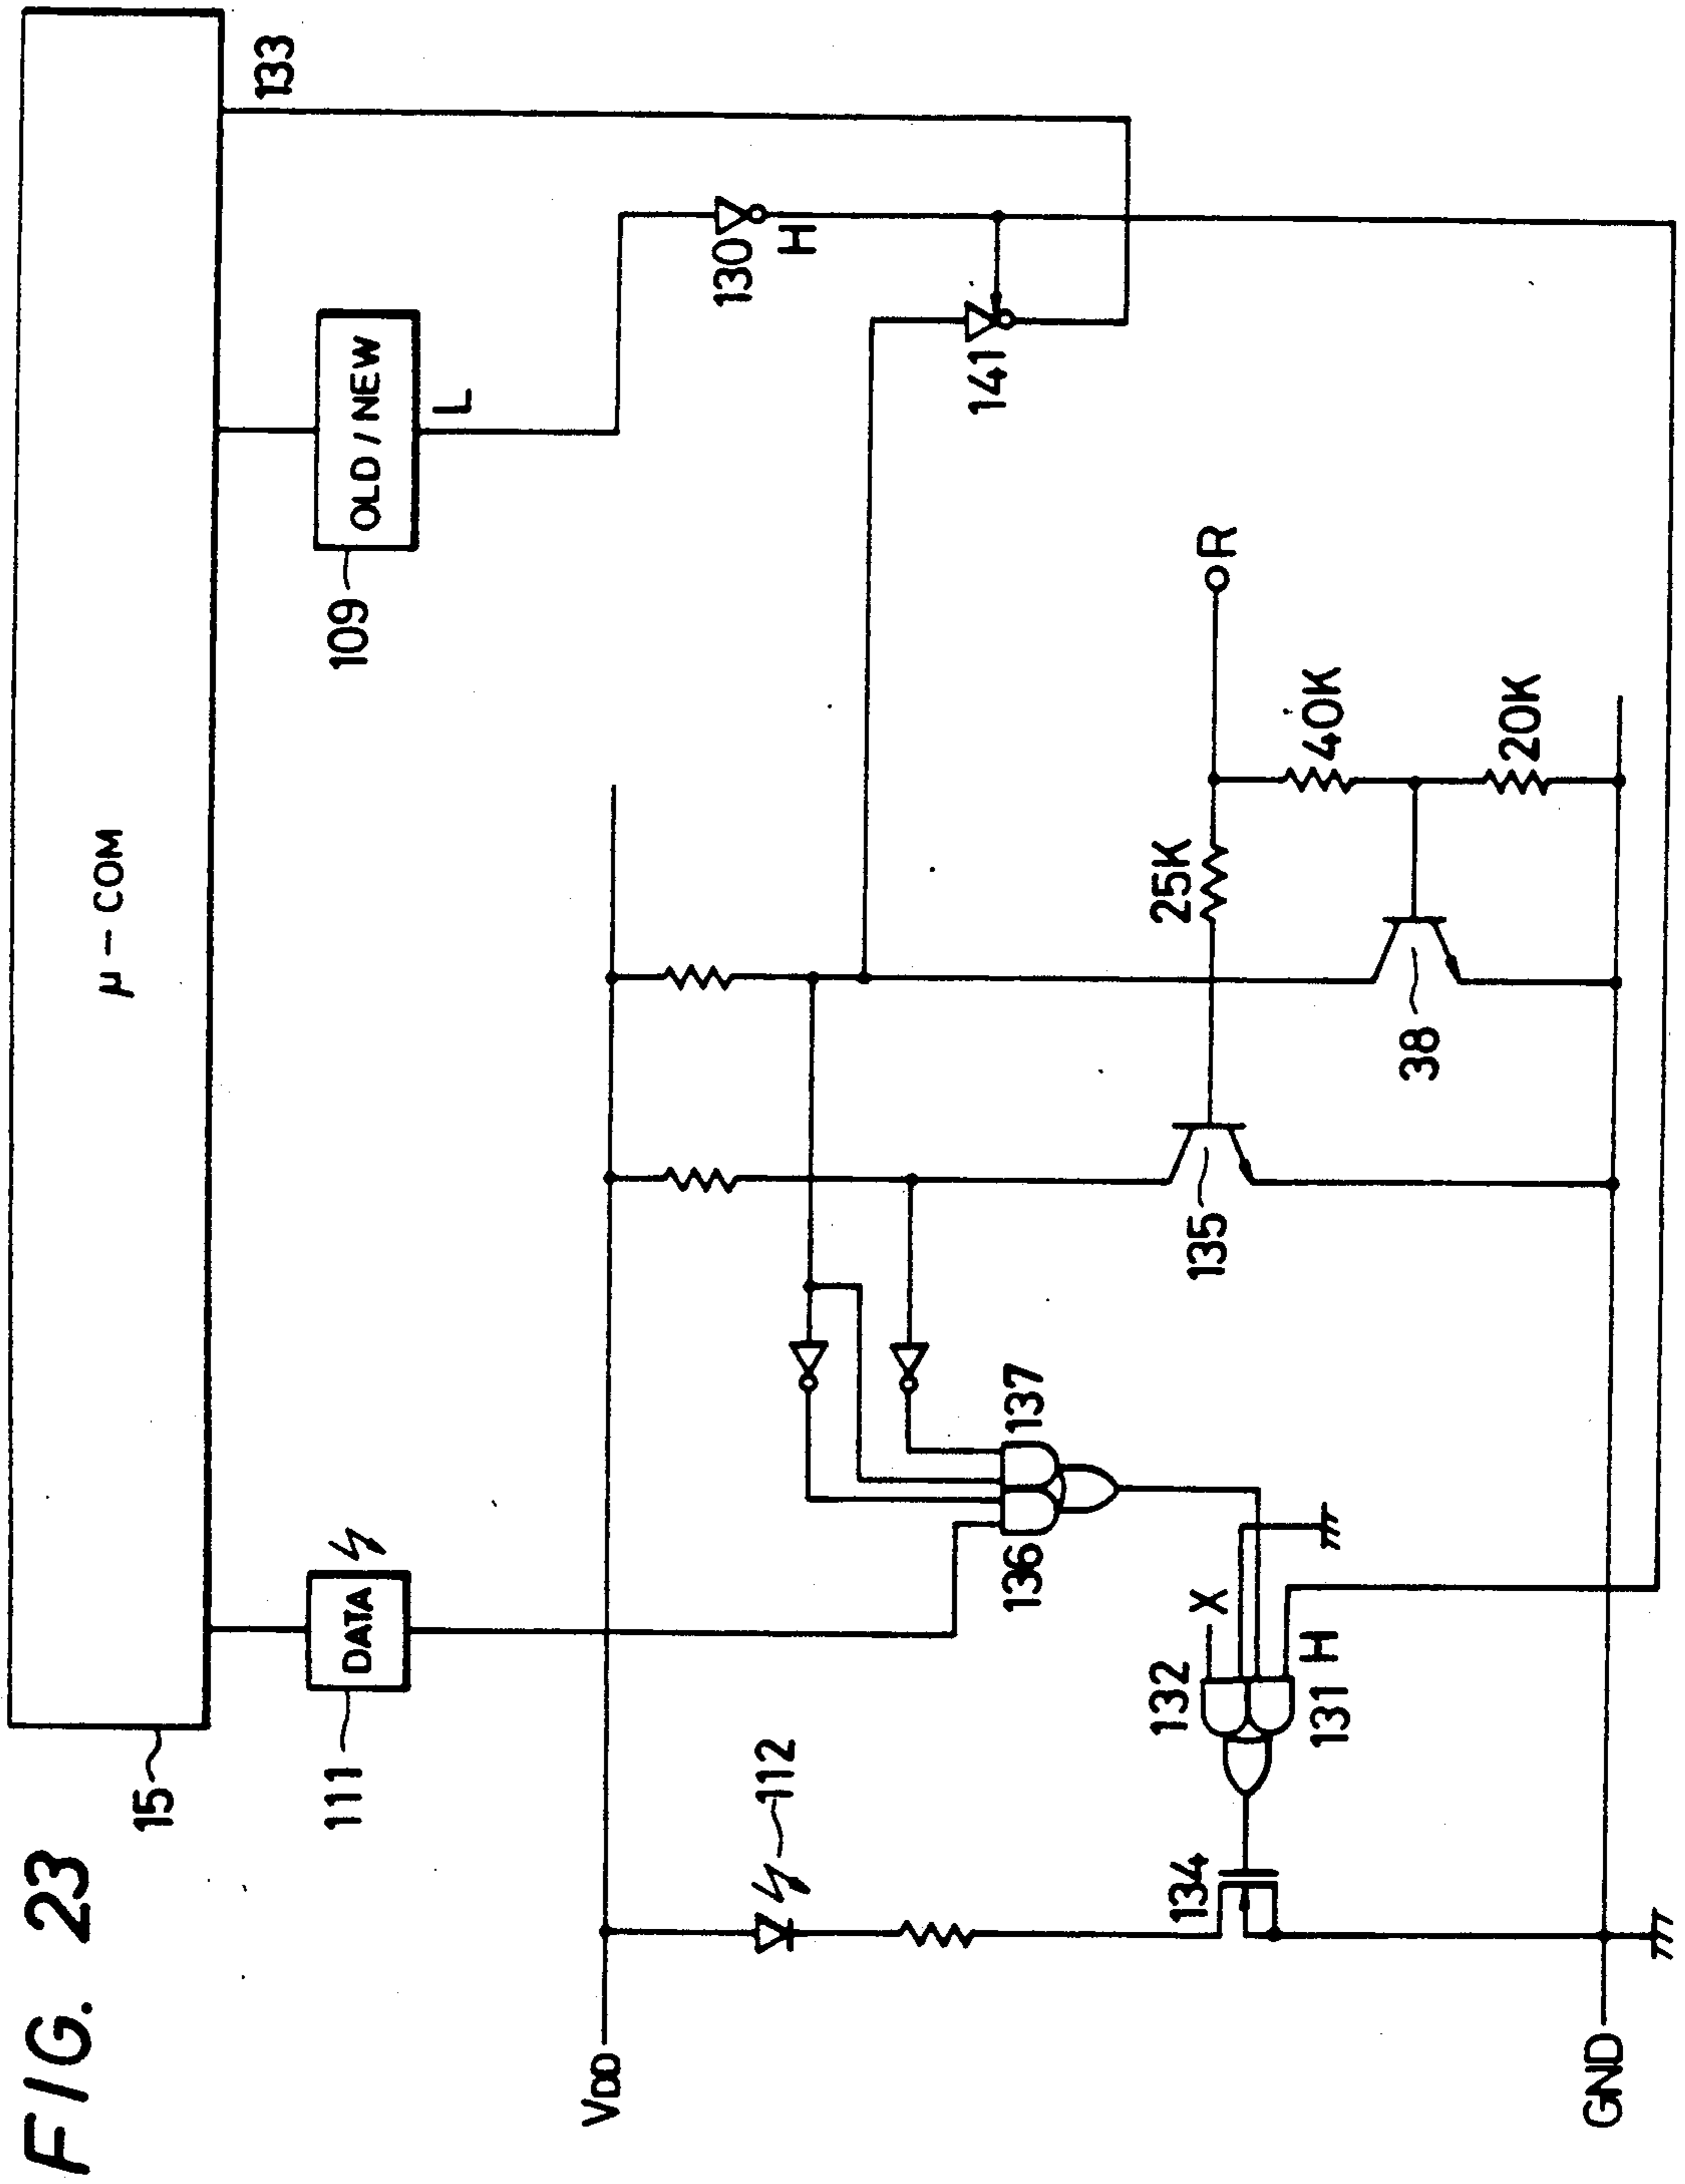 FIG. 23
15
μ-COM
133
111
DATA
109
OLD/NEW
L
VDD
112
130
H
141
136
137
134
132
X
131
H
135
25K
R
38
40K
20K
GND